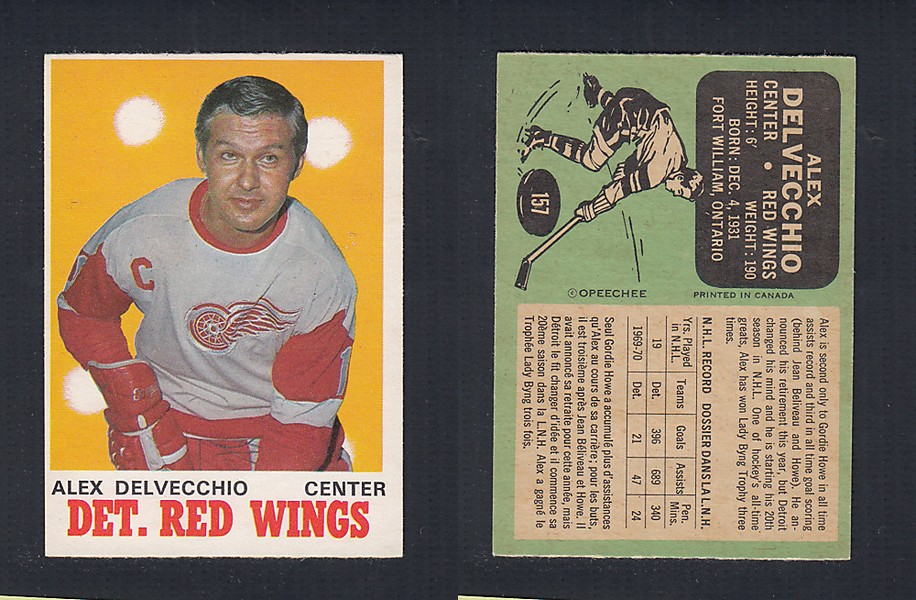 C
ALEX DELVECCHIO CENTER
DET. RED WINGS
ALEX
DELVECCHIO
CENTER • RED WINGS
HEIGHT: 6' WEIGHT: 190
BORN: DEC. 4, 1931
FORT WILLIAM, ONTARIO
157
© OPEECHEE PRINTED IN CANADA
Alex is second only to Gordie Howe in all time
assists record and third in all time goal scoring
(behind Jean Beliveau and Howe). He an-
nounced his retirement this year, but Detroit
changed his mind and he is starting his 20th
season in N.H.L. One of hockey's all-time
greats, Alex has won Lady Byng Trophy three
times.
N.H.L. RECORD DOSSIER DANS LA L.N.H.
Yrs. Played in N.H.L. Teams Goals Assists Pen. Mins.
19 Det. 396 689 340
1969-70 Det. 21 47 24
Seul Gordie Howe a accumulé plus d'assistances
qu'Alex au cours de sa carrière; pour les buts,
il est troisième après Jean Béliveau et Howe. Il
avait annoncé sa retraite pour cette année, mais
Détroit le fit changer d'idée et il commence sa
20ème saison dans la L.N.H. Alex a gagné le
Trophée Lady Byng trois fois.